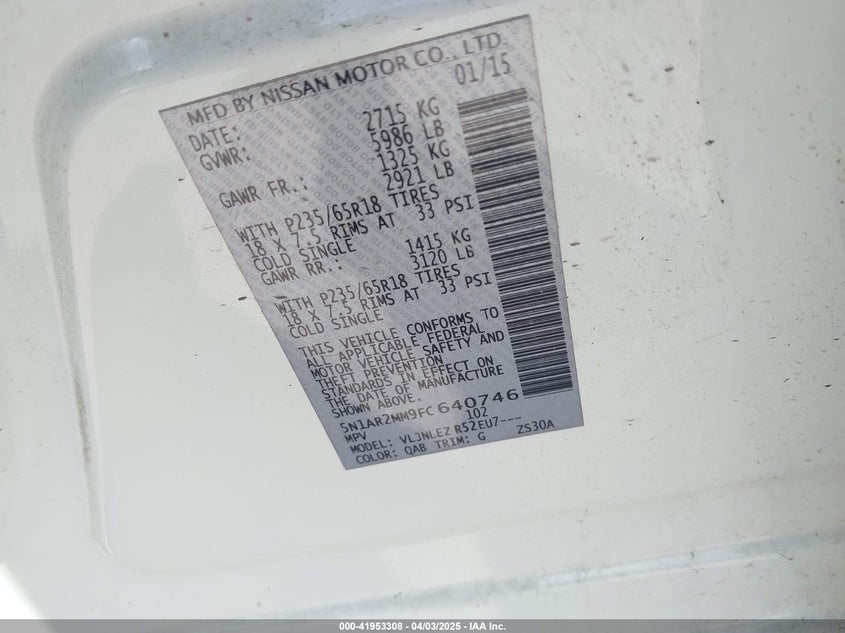 MFD BY NISSAN MOTOR CO., LTD.
DATE: 01/15
GVWR: 2715 KG
5986 LB
GAWR FR.: 1325 KG
2921 LB
WITH P235/65R18 TIRES
18 X 7.5 RIMS AT 33 PSI
COLD SINGLE
GAWR RR.: 1415 KG
3120 LB
WITH P235/65R18 TIRES
18 X 7.5 RIMS AT 33 PSI
COLD SINGLE
THIS VEHICLE CONFORMS TO
ALL APPLICABLE FEDERAL
MOTOR VEHICLE SAFETY AND
THEFT PREVENTION
STANDARDS IN EFFECT ON
THE DATE OF MANUFACTURE
SHOWN ABOVE.
5N1AR2MM9FC640746
MPV 102
MODEL: VLJNLEZ R52EU7---
COLOR: QAB TRIM: G ZS30A
000-41953308 - 04/03/2025 - IAA Inc.